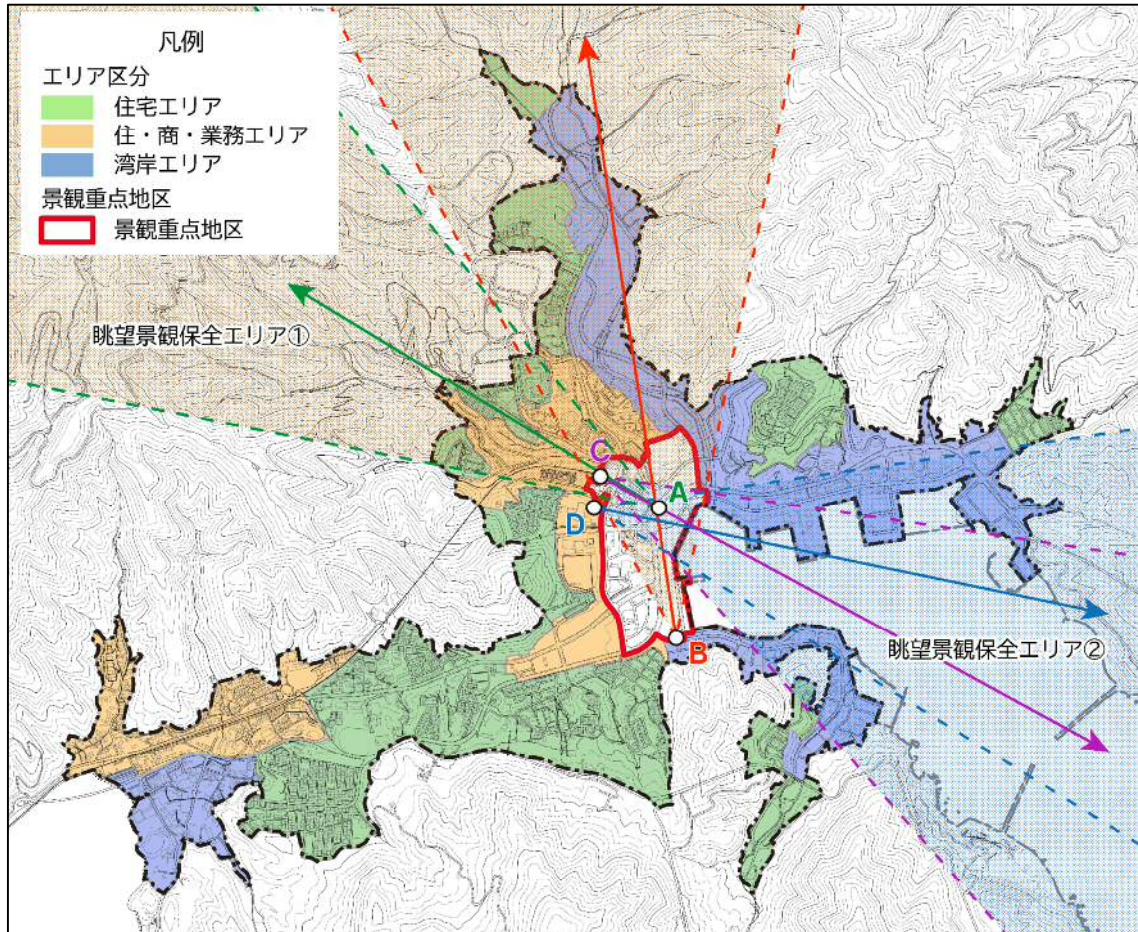 凡例
エリア区分
住宅エリア
住・商・業務エリア
湾岸エリア
景観重点地区
景観重点地区
眺望景観保全エリア①
C
A
D
眺望景観保全エリア②
B